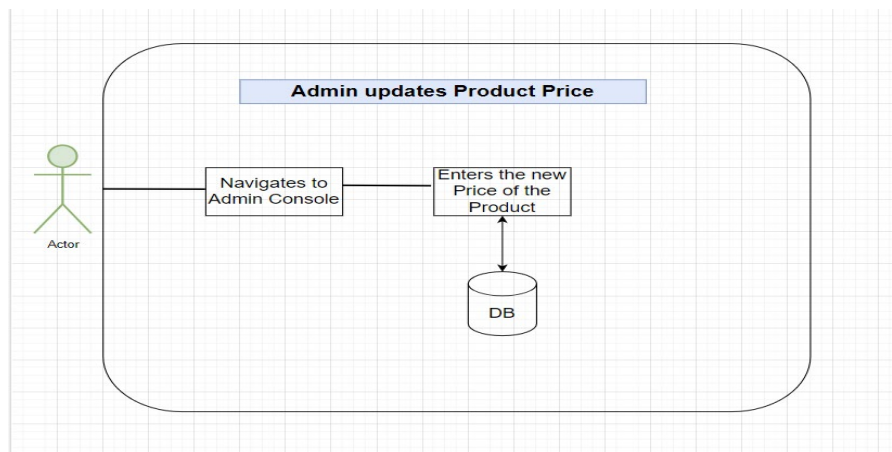 Admin updates Product Price
Navigates to
Admin Console
Enters the new
Price of the
Product
Actor
DB